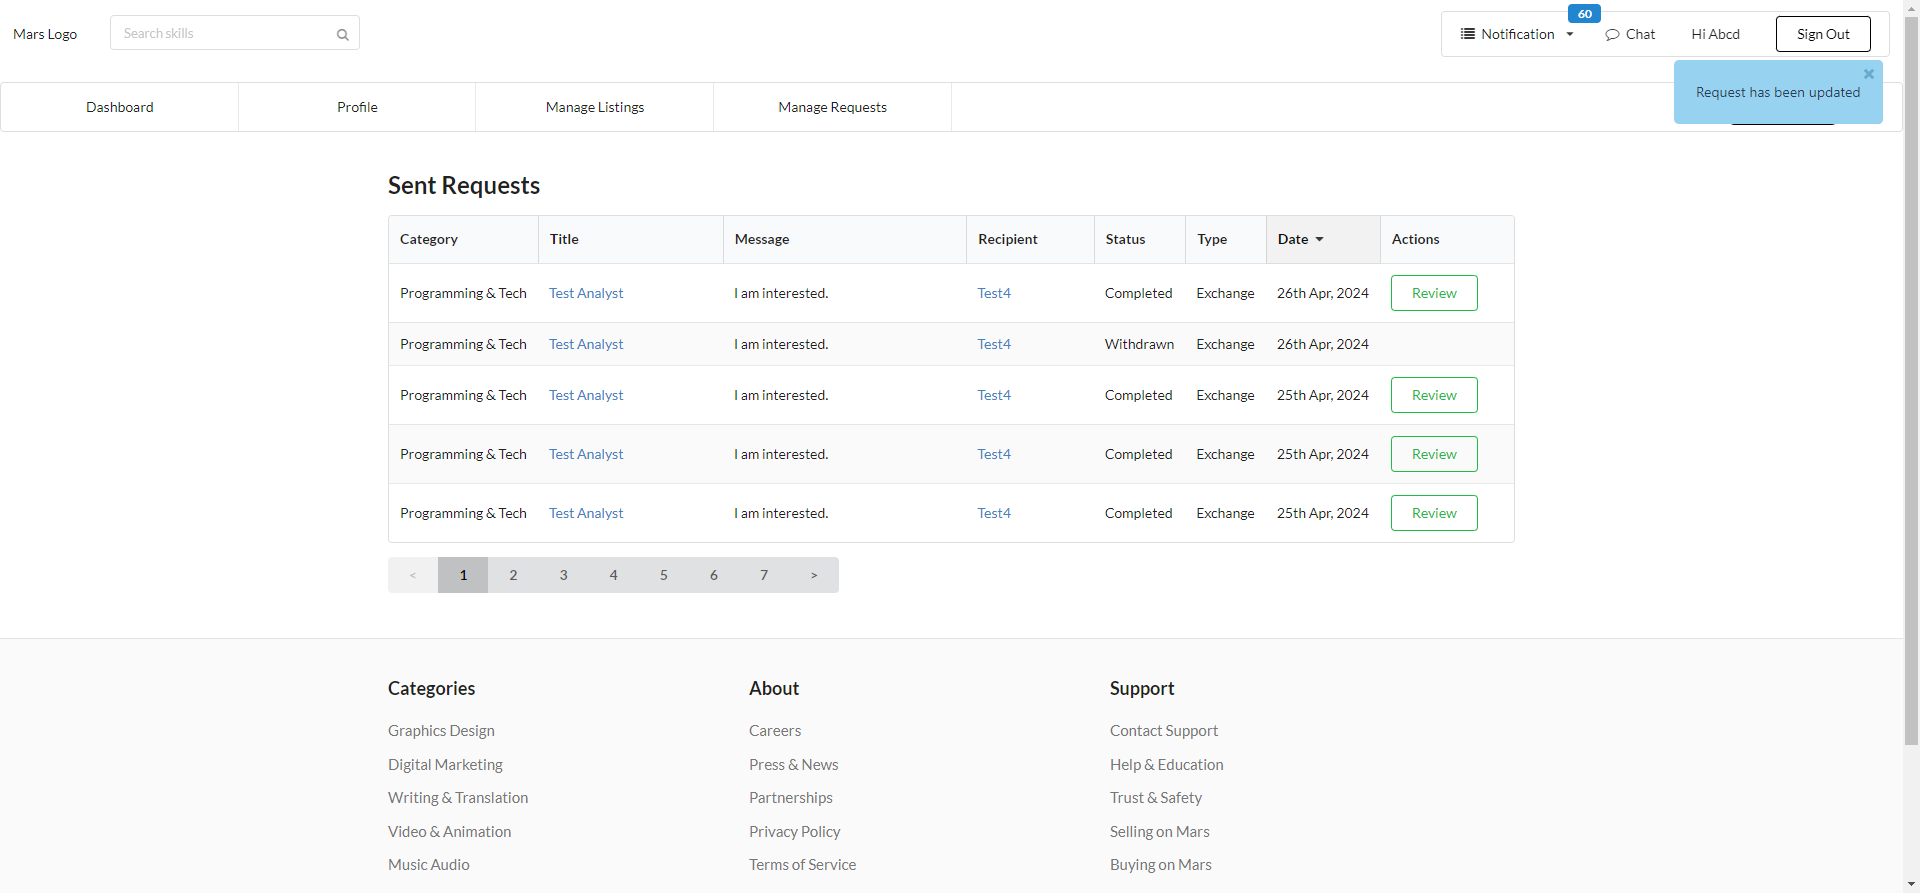 Mars Logo
Search skills
60
Notification
Chat
Hi Abcd
Sign Out
Request has been updated
Dashboard
Profile
Manage Listings
Manage Requests
Sent Requests
Category Title Message Recipient Status Type Date Actions
Programming & Tech Test Analyst I am interested. Test4 Completed Exchange 26th Apr, 2024 Review
Programming & Tech Test Analyst I am interested. Test4 Withdrawn Exchange 26th Apr, 2024
Programming & Tech Test Analyst I am interested. Test4 Completed Exchange 25th Apr, 2024 Review
Programming & Tech Test Analyst I am interested. Test4 Completed Exchange 25th Apr, 2024 Review
Programming & Tech Test Analyst I am interested. Test4 Completed Exchange 25th Apr, 2024 Review
< 1 2 3 4 5 6 7 >
Categories
Graphics Design
Digital Marketing
Writing & Translation
Video & Animation
Music Audio
About
Careers
Press & News
Partnerships
Privacy Policy
Terms of Service
Support
Contact Support
Help & Education
Trust & Safety
Selling on Mars
Buying on Mars